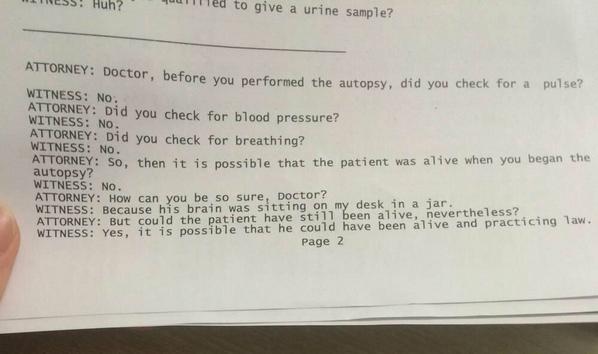 WITNESS: Huh?
qualified to give a urine sample?
ATTORNEY: Doctor, before you performed the autopsy, did you check for a pulse?
WITNESS: No.
ATTORNEY: Did you check for blood pressure?
WITNESS: No.
ATTORNEY: Did you check for breathing?
WITNESS: No.
ATTORNEY: So, then it is possible that the patient was alive when you began the
autopsy?
WITNESS: No.
ATTORNEY: How can you be so sure, Doctor?
WITNESS: Because his brain was sitting on my desk in a jar.
ATTORNEY: But could the patient have still been alive, nevertheless?
WITNESS: Yes, it is possible that he could have been alive and practicing law.
Page 2